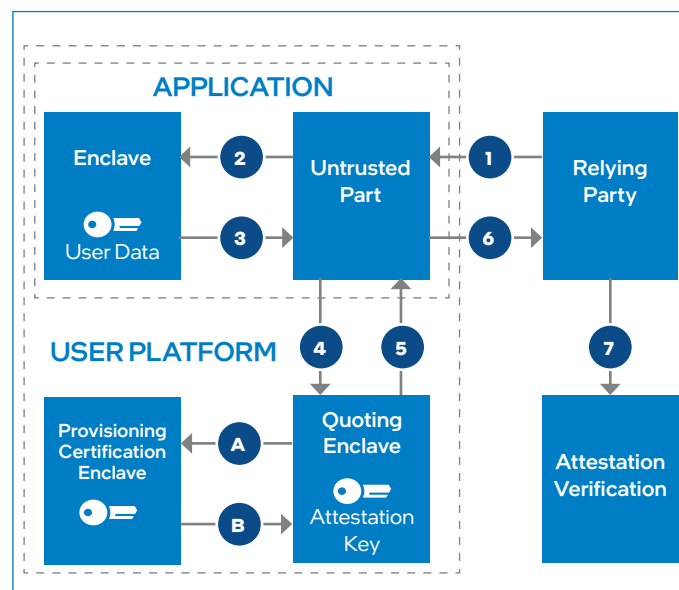 APPLICATION
Enclave
User Data
2
3
Untrusted
Part
1
6
Relying
Party
USER PLATFORM
4
5
7
Provisioning
Certification
Enclave
A
B
Quoting
Enclave
Attestation
Key
Attestation
Verification